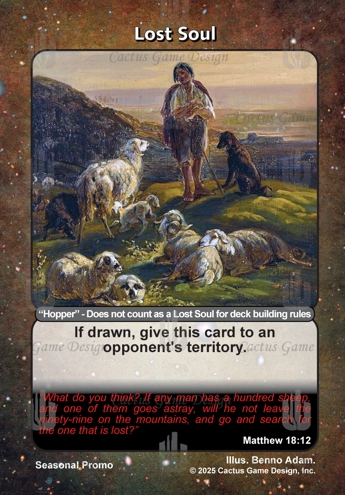 Lost Soul
Cactus Game Design
"Hopper" - Does not count as a Lost Soul for deck building rules
If drawn, give this card to an
opponent's territory.
"What do you think? If any man has a hundred sheep,
and one of them goes astray, will he not leave the
ninety-nine on the mountains, and go and search for
the one that is lost?"
Matthew 18:12
Seasonal Promo
Illus. Benno Adam.
© 2025 Cactus Game Design, Inc.